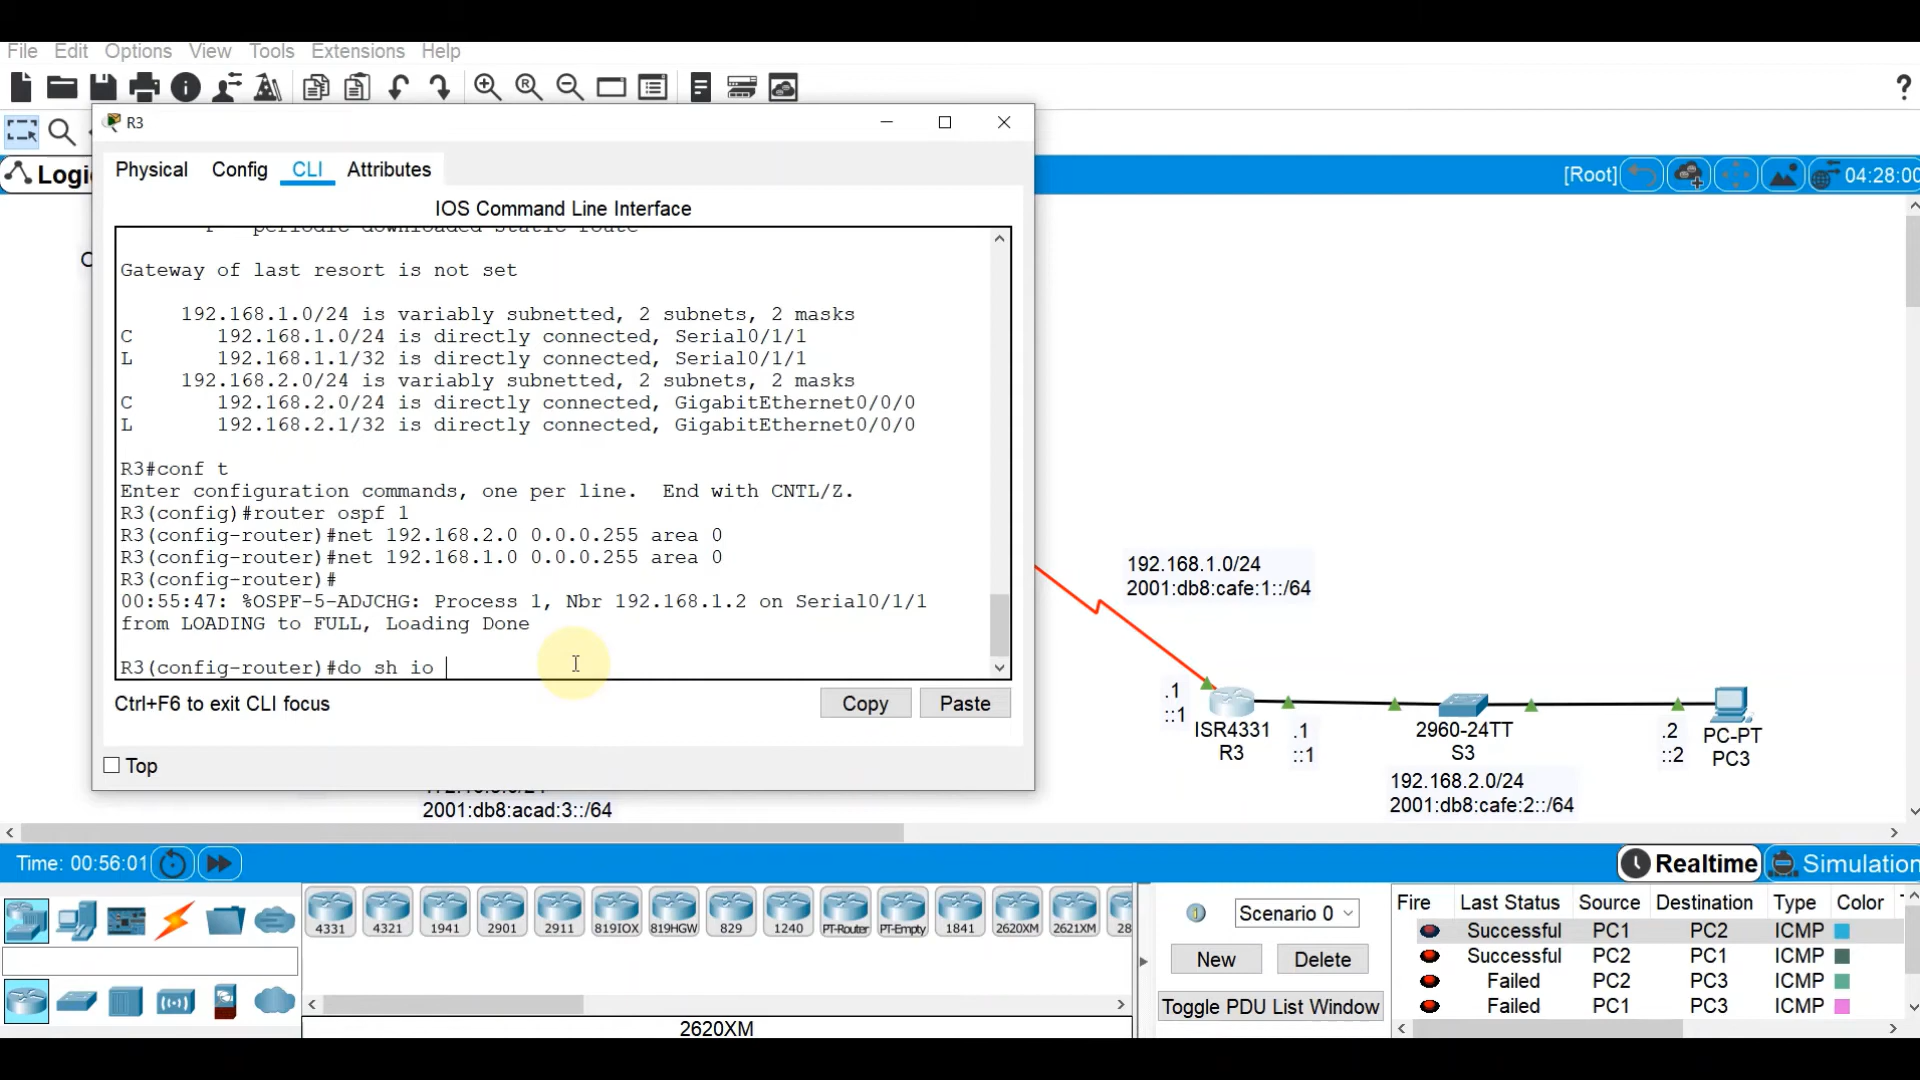 File Edit Options View Tools Extensions Help
?
R3
Physical Config CLI Attributes
Logi
[Root]
04:28:00
IOS Command Line Interface
Gateway of last resort is not set
192.168.1.0/24 is variably subnetted, 2 subnets, 2 masks
C 192.168.1.0/24 is directly connected, Serial0/1/1
L 192.168.1.1/32 is directly connected, Serial0/1/1
192.168.2.0/24 is variably subnetted, 2 subnets, 2 masks
C 192.168.2.0/24 is directly connected, GigabitEthernet0/0/0
L 192.168.2.1/32 is directly connected, GigabitEthernet0/0/0
R3#conf t
Enter configuration commands, one per line. End with CNTL/Z.
R3(config)#router ospf 1
R3(config-router)#net 192.168.2.0 0.0.0.255 area 0
R3(config-router)#net 192.168.1.0 0.0.0.255 area 0
R3(config-router)#
00:55:47: %OSPF-5-ADJCHG: Process 1, Nbr 192.168.1.2 on Serial0/1/1
from LOADING to FULL, Loading Done
R3(config-router)#do sh io
Ctrl+F6 to exit CLI focus
Copy Paste
Top
192.168.1.0/24
2001:db8:cafe:1::/64
.1
::1
ISR4331
R3
.1
::1
2960-24TT
S3
.2
::2
PC-PT
PC3
192.168.2.0/24
2001:db8:cafe:2::/64
2001:db8:acad:3::/64
Time: 00:56:01
Realtime Simulation
4331 4321 1941 2901 2911 819IOX 819HGW 829 1240 PT-Router PT-Empty 1841 2620XM 2621XM 28
2620XM
Scenario 0
New Delete
Toggle PDU List Window
Fire Last Status Source Destination Type Color
Successful PC1 PC2 ICMP
Successful PC2 PC1 ICMP
Failed PC2 PC3 ICMP
Failed PC1 PC3 ICMP